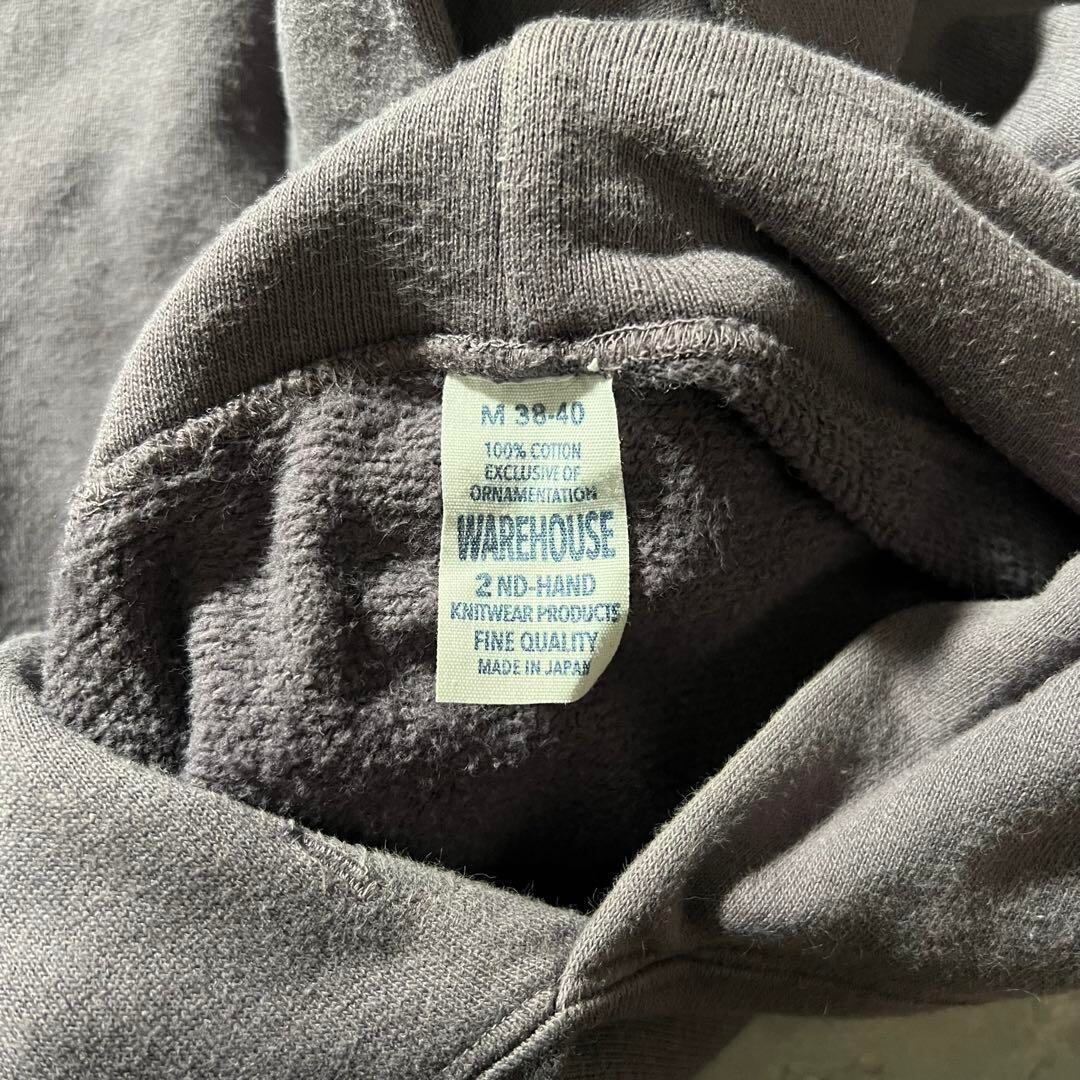 M 38-40
100% COTTON
EXCLUSIVE OF
ORNAMENTATION
WAREHOUSE
2 ND-HAND
KNITWEAR PRODUCTS
FINE QUALITY
MADE IN JAPAN